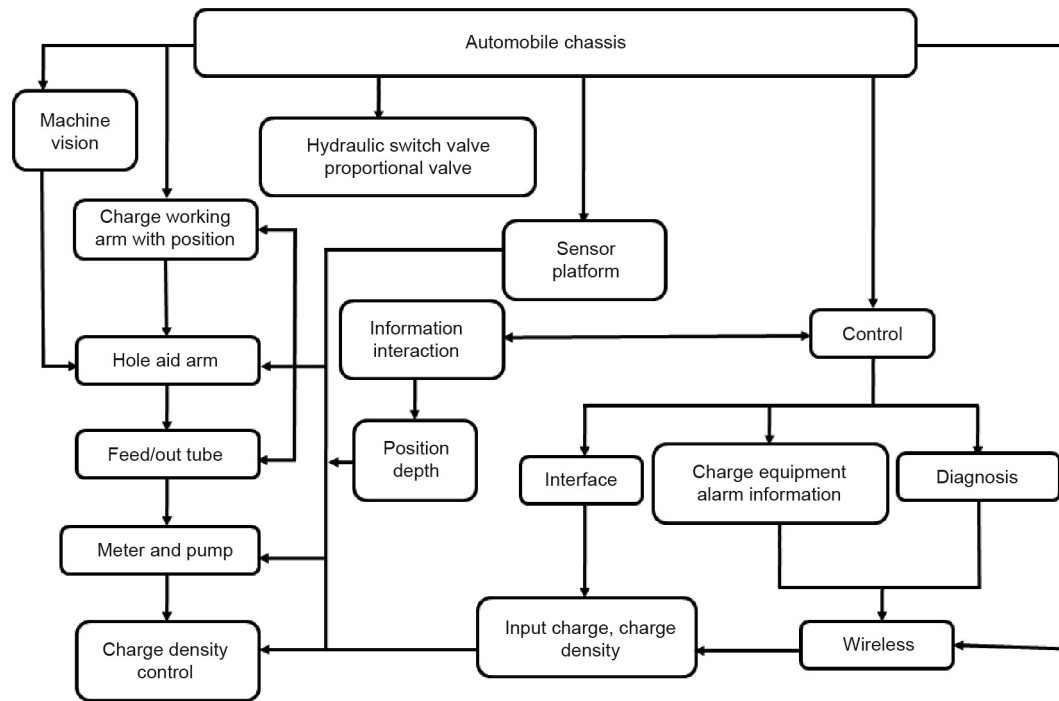 Automobile chassis
Machine
vision
Hydraulic switch valve
proportional valve
Charge working
arm with position
Sensor
platform
Information
interaction
Control
Hole aid arm
Feed/out tube
Position
depth
Interface
Charge equipment
alarm information
Diagnosis
Meter and pump
Charge density
control
Input charge, charge
density
Wireless